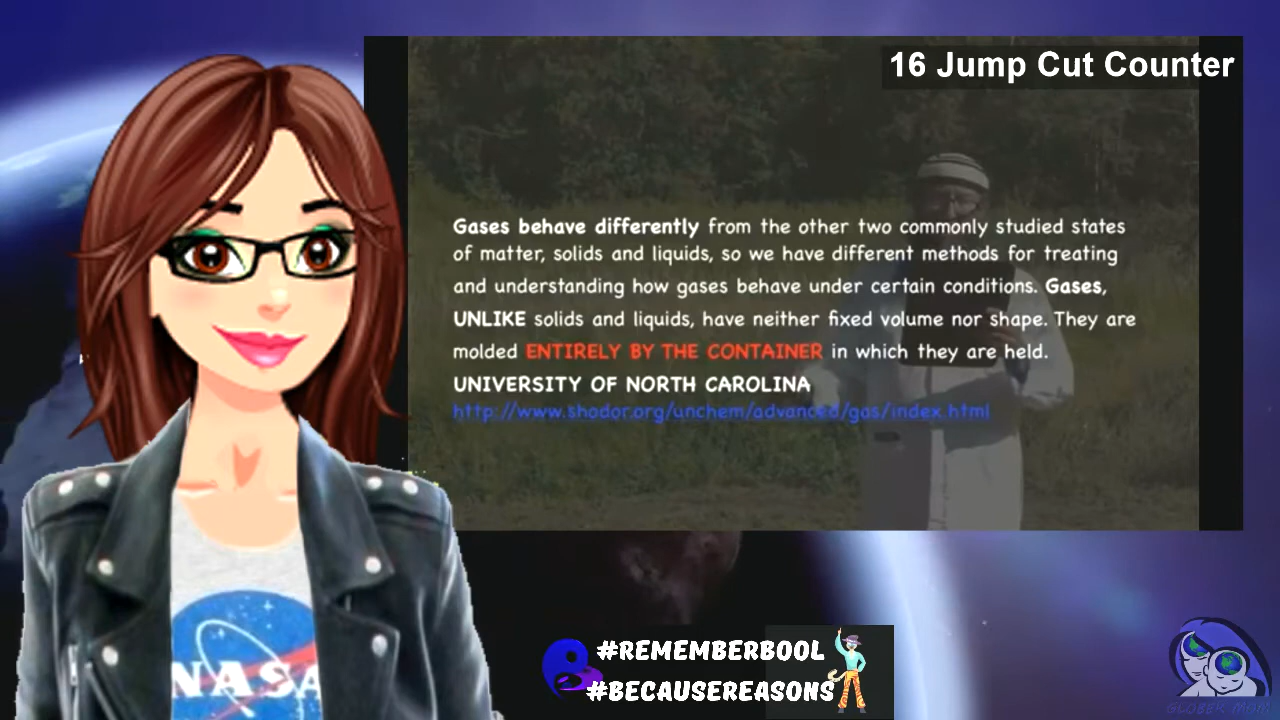 16 Jump Cut Counter
Gases behave differently from the other two commonly studied states
of matter, solids and liquids, so we have different methods for treating
and understanding how gases behave under certain conditions. Gases,
UNLIKE solids and liquids, have neither fixed volume nor shape. They are
molded ENTIRELY BY THE CONTAINER in which they are held.
UNIVERSITY OF NORTH CAROLINA
http://www.shodor.org/unchem/advanced/gas/index.html
NASA
#REMEMBERBOOL
#BECAUSEREASONS
GLOBER MOM